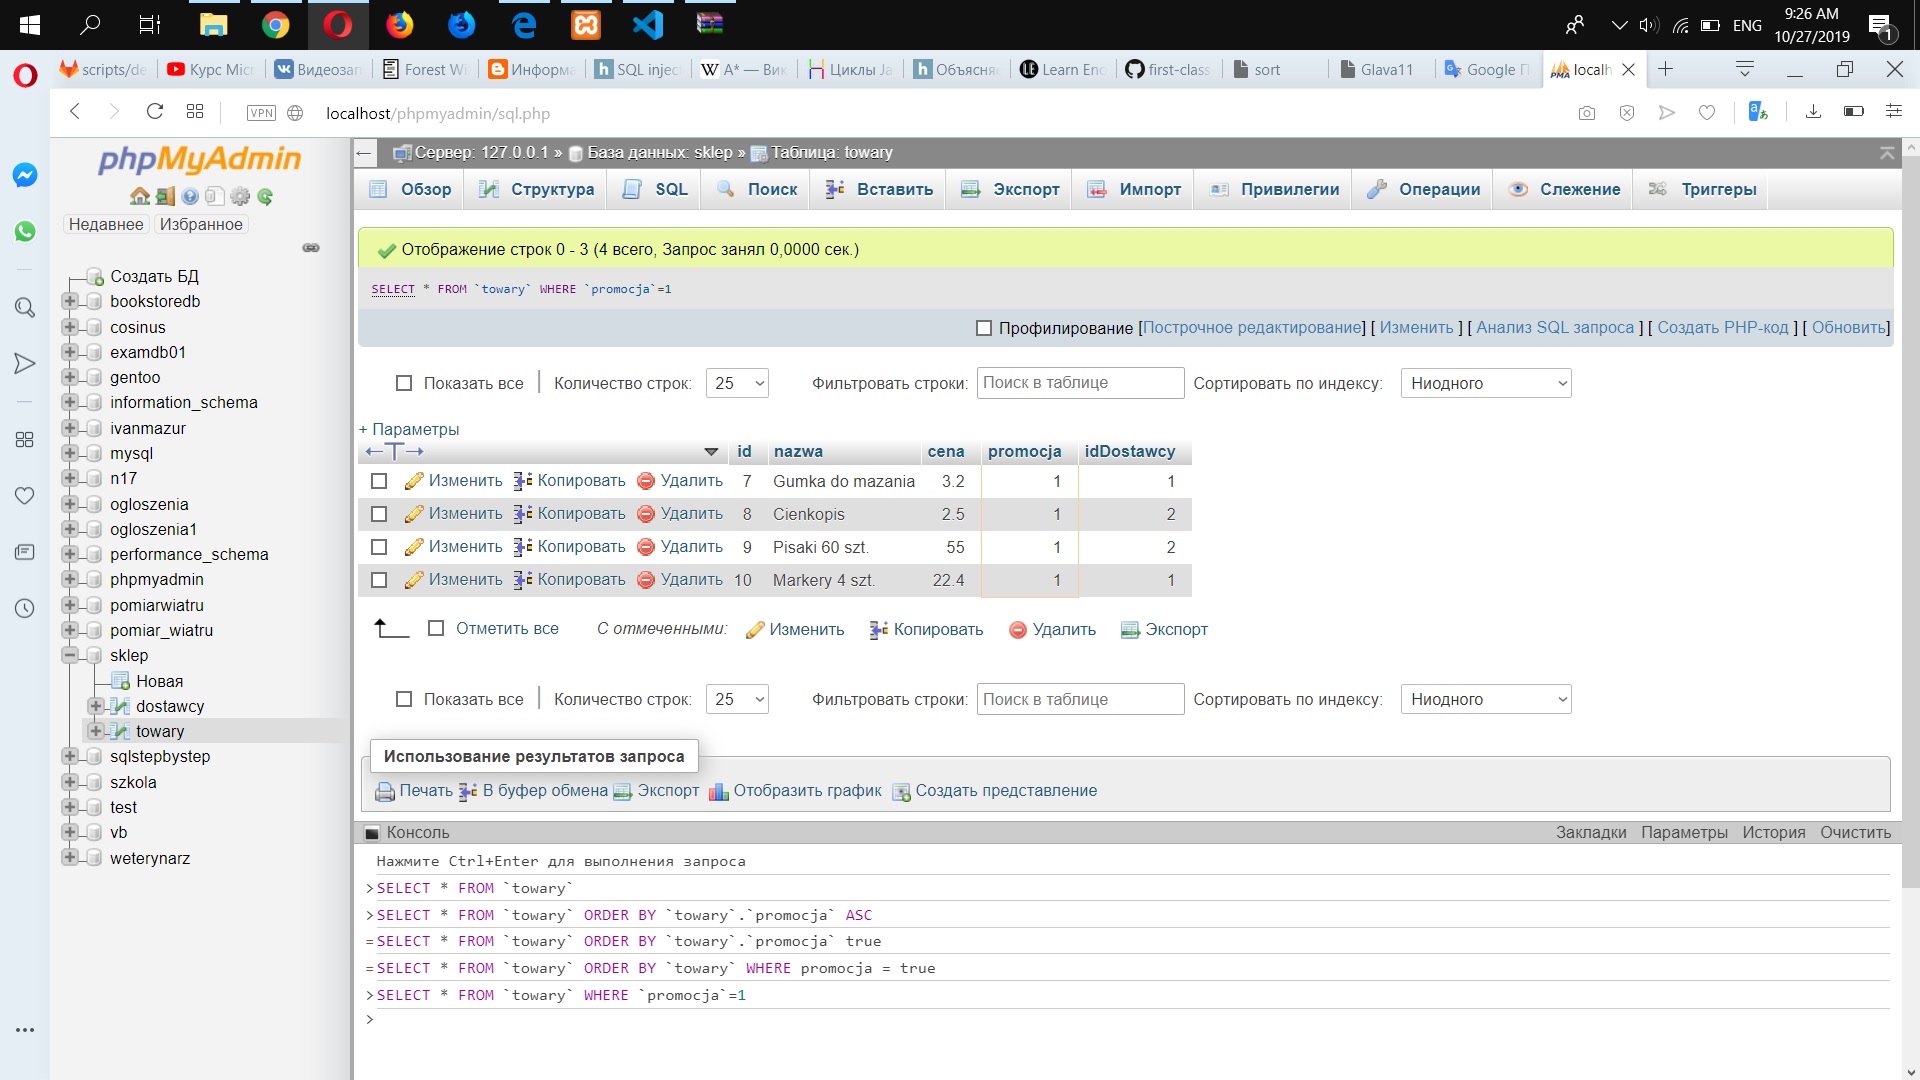 ENG
9:26 AM
10/27/2019
1
scripts/de
Курс Mic
Видеозап
Forest Wi
Информа
SQL inject
A* — Вик
Циклы Ja
Объясня
Learn Enc
first-class
sort
Glava11
Google П
localh
VPN
localhost/phpmyadmin/sql.php
phpMyAdmin
Недавнее
Избранное
Создать БД
bookstoredb
cosinus
examdb01
gentoo
information_schema
ivanmazur
mysql
n17
ogloszenia
ogloszenia1
performance_schema
phpmyadmin
pomiarwiatru
pomiar_wiatru
sklep
Новая
dostawcy
towary
sqlstepbystep
szkola
test
vb
weterynarz
Сервер: 127.0.0.1 » База данных: sklep » Таблица: towary
Обзор Структура SQL Поиск Вставить Экспорт Импорт Привилегии Операции Слежение Триггеры
Отображение строк 0 - 3 (4 всего, Запрос занял 0,0000 сек.)
SELECT * FROM `towary` WHERE `promocja`=1
Профилирование [Построчное редактирование] [ Изменить ] [ Анализ SQL запроса ] [ Создать PHP-код ] [ Обновить]
Показать все | Количество строк: 25 Фильтровать строки: Поиск в таблице Сортировать по индексу: Ниодного
+ Параметры
←T→ id nazwa cena promocja idDostawcy
Изменить Копировать Удалить 7 Gumka do mazania 3.2 1 1
Изменить Копировать Удалить 8 Cienkopis 2.5 1 2
Изменить Копировать Удалить 9 Pisaki 60 szt. 55 1 2
Изменить Копировать Удалить 10 Markery 4 szt. 22.4 1 1
Отметить все С отмеченными: Изменить Копировать Удалить Экспорт
Показать все | Количество строк: 25 Фильтровать строки: Поиск в таблице Сортировать по индексу: Ниодного
Использование результатов запроса
Печать В буфер обмена Экспорт Отобразить график Создать представление
Консоль Закладки Параметры История Очистить
Нажмите Ctrl+Enter для выполнения запроса
>SELECT * FROM `towary`
>SELECT * FROM `towary` ORDER BY `towary`.`promocja` ASC
=SELECT * FROM `towary` ORDER BY `towary`.`promocja` true
=SELECT * FROM `towary` ORDER BY `towary` WHERE promocja = true
>SELECT * FROM `towary` WHERE `promocja`=1
>